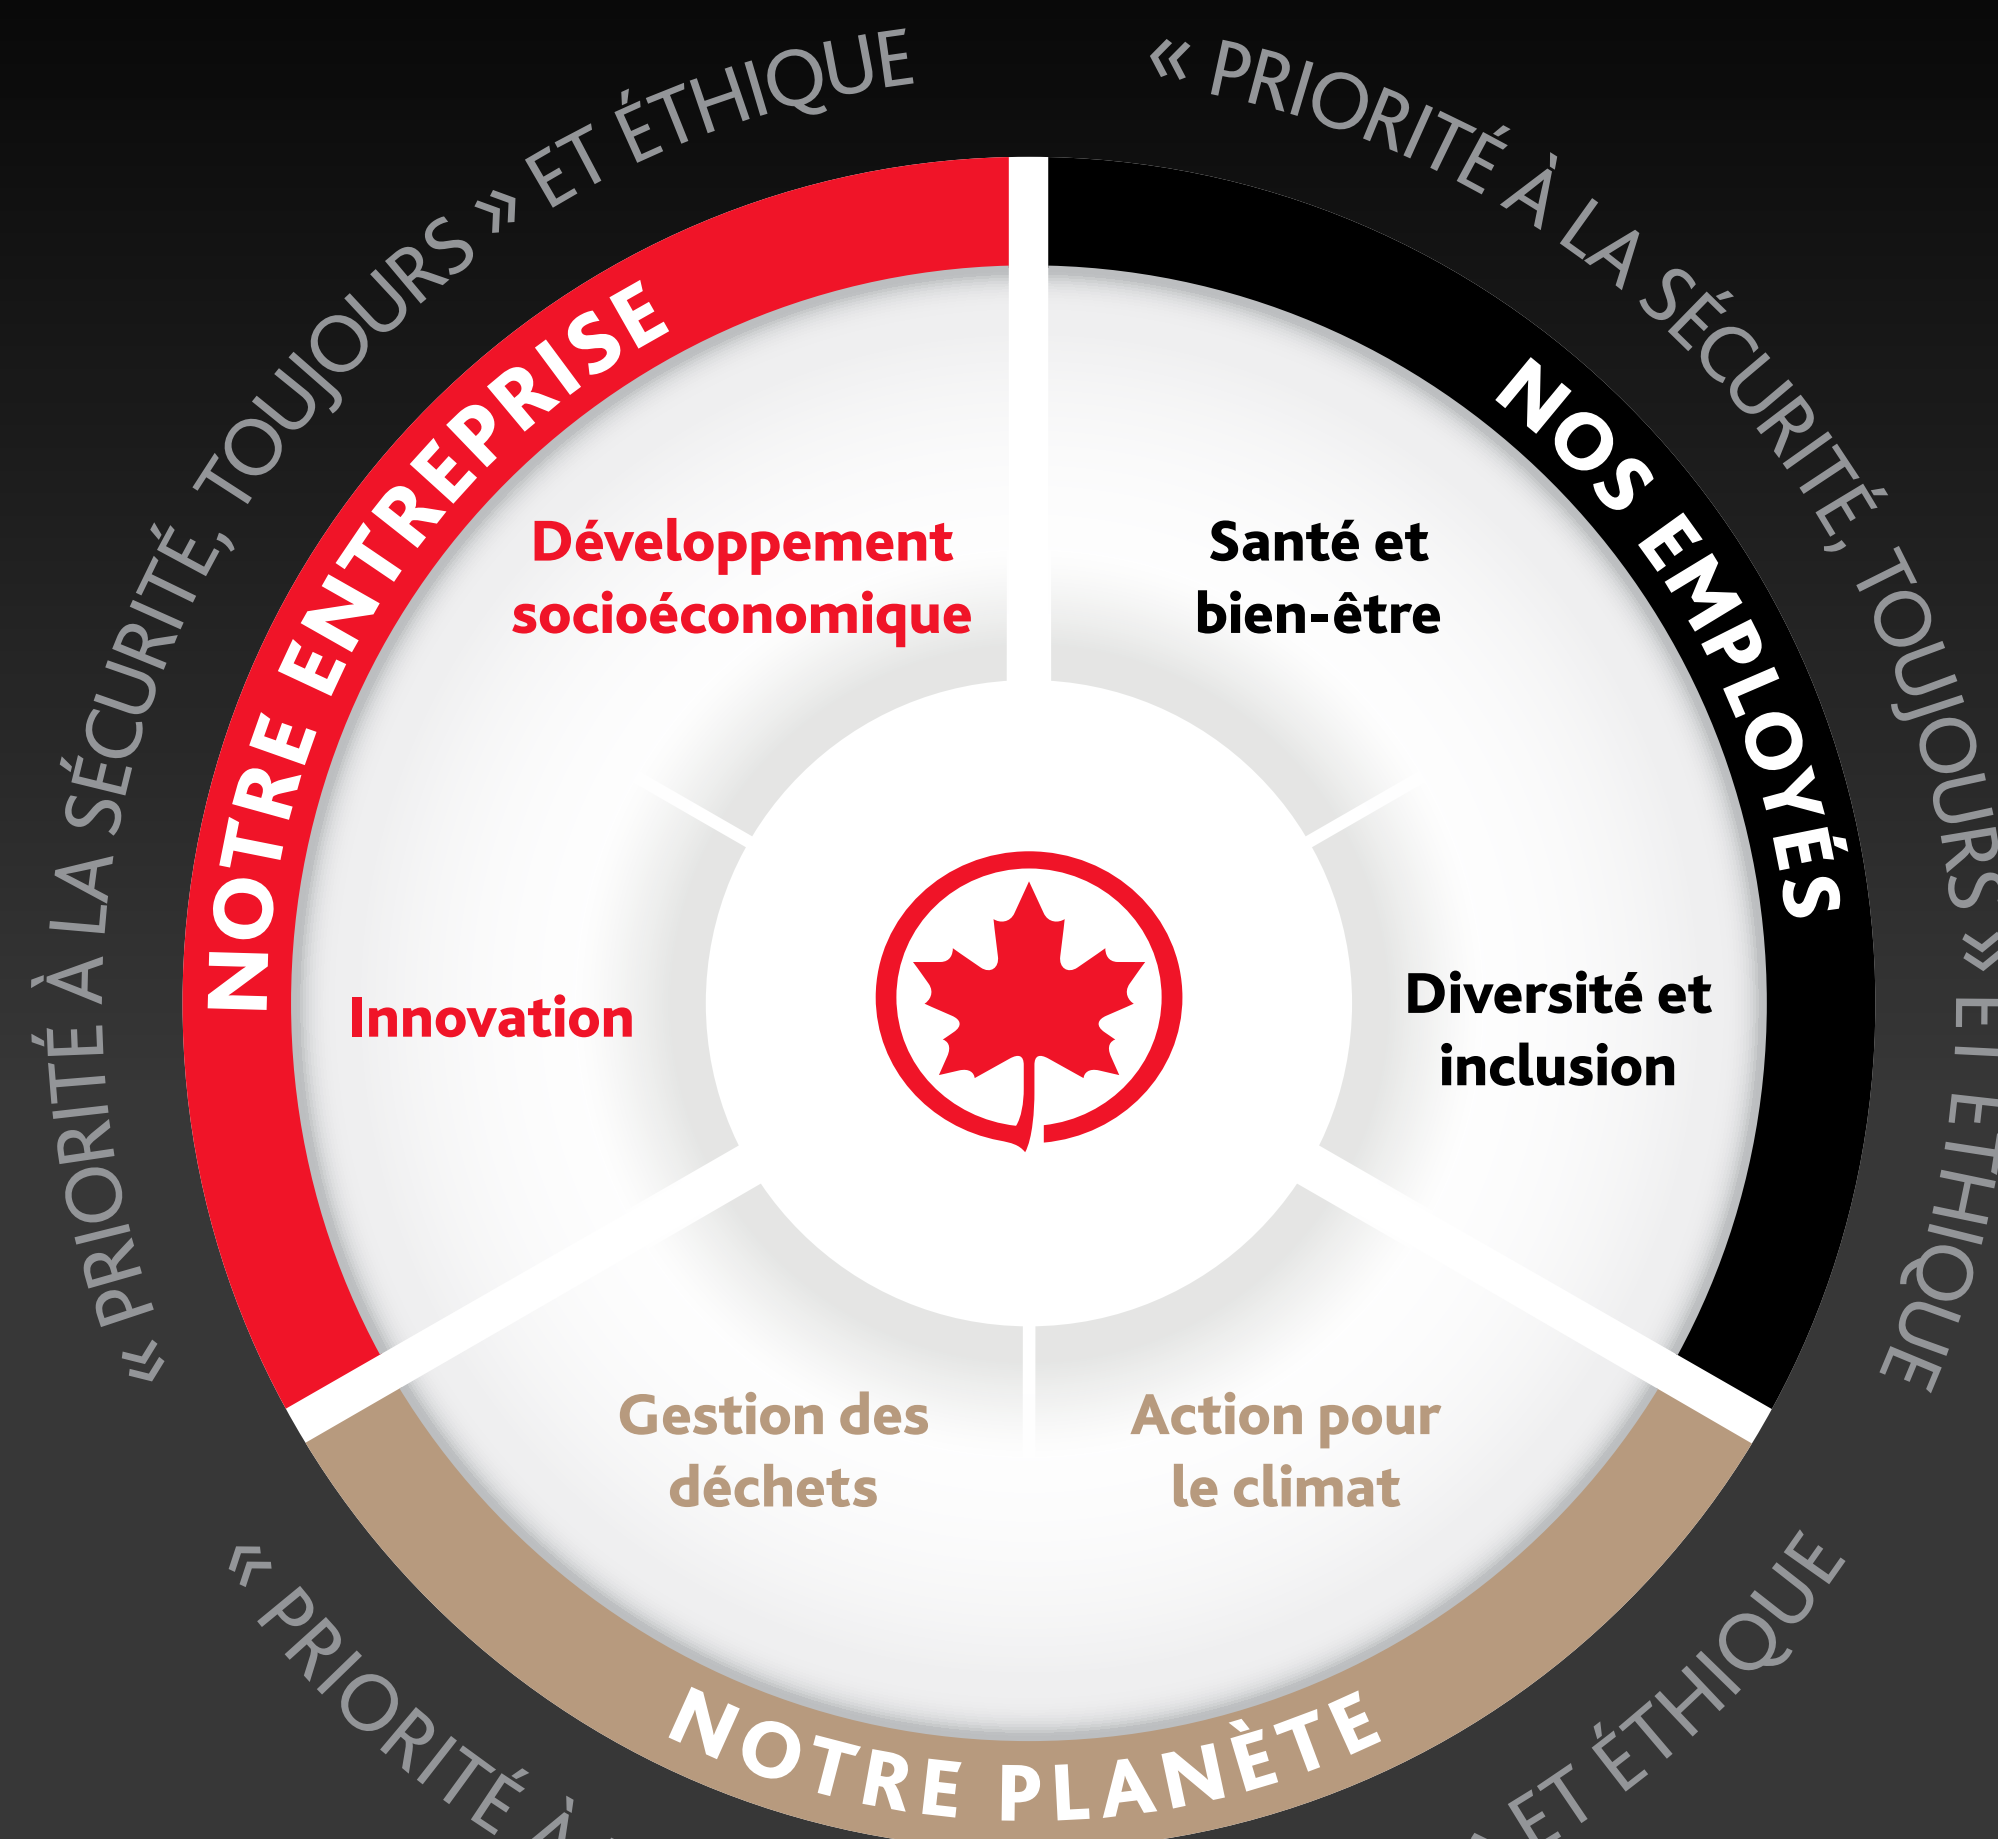 « PRIORITÉ À LA SÉCURITÉ, TOUJOURS » ET ÉTHIQUE
« PRIORITÉ À LA SÉCURITÉ, TOUJOURS » ET ÉTHIQUE
NOTRE ENTREPRISE
NOS EMPLOYÉS
Développement
socioéconomique
Santé et
bien-être
Innovation
Diversité et
inclusion
Gestion des
déchets
Action pour
le climat
NOTRE PLANÈTE
« PRIORITÉ À
ET ÉTHIQUE